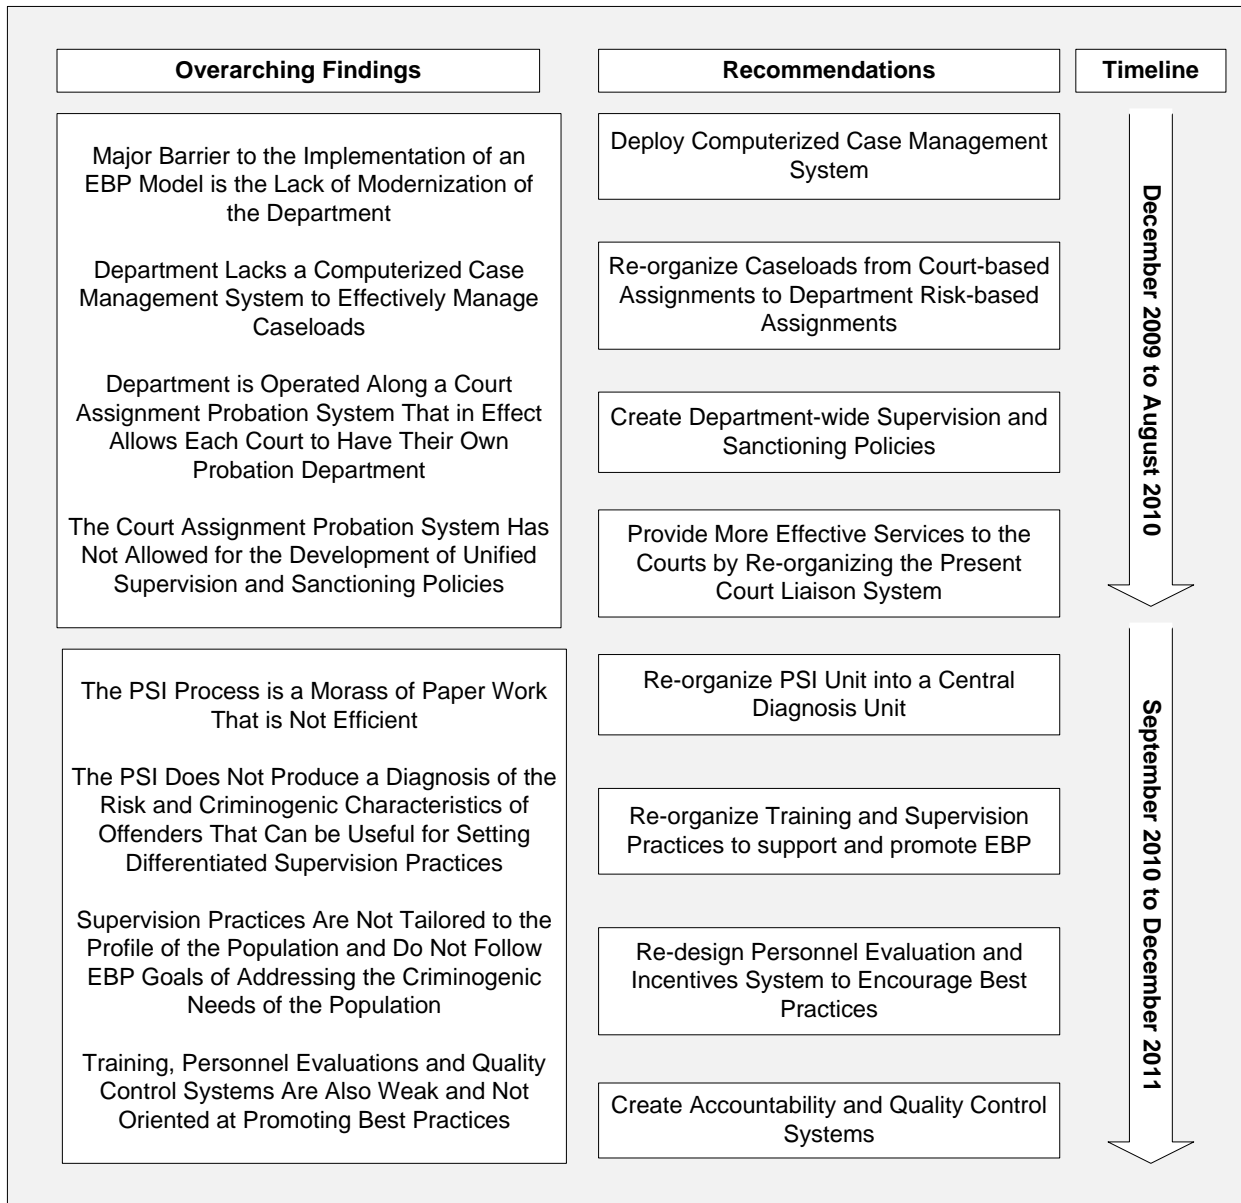 Overarching Findings
Recommendations
Timeline
Major Barrier to the Implementation of an
EBP Model is the Lack of Modernization of
the Department
Department Lacks a Computerized Case
Management System to Effectively Manage
Caseloads
Department is Operated Along a Court
Assignment Probation System That in Effect
Allows Each Court to Have Their Own
Probation Department
The Court Assignment Probation System Has
Not Allowed for the Development of Unified
Supervision and Sanctioning Policies
Deploy Computerized Case Management
System
Re-organize Caseloads from Court-based
Assignments to Department Risk-based
Assignments
Create Department-wide Supervision and
Sanctioning Policies
Provide More Effective Services to the
Courts by Re-organizing the Present
Court Liaison System
December 2009 to August 2010
The PSI Process is a Morass of Paper Work
That is Not Efficient
The PSI Does Not Produce a Diagnosis of the
Risk and Criminogenic Characteristics of
Offenders That Can be Useful for Setting
Differentiated Supervision Practices
Supervision Practices Are Not Tailored to the
Profile of the Population and Do Not Follow
EBP Goals of Addressing the Criminogenic
Needs of the Population
Training, Personnel Evaluations and Quality
Control Systems Are Also Weak and Not
Oriented at Promoting Best Practices
Re-organize PSI Unit into a Central
Diagnosis Unit
Re-organize Training and Supervision
Practices to support and promote EBP
Re-design Personnel Evaluation and
Incentives System to Encourage Best
Practices
Create Accountability and Quality Control
Systems
September 2010 to December 2011